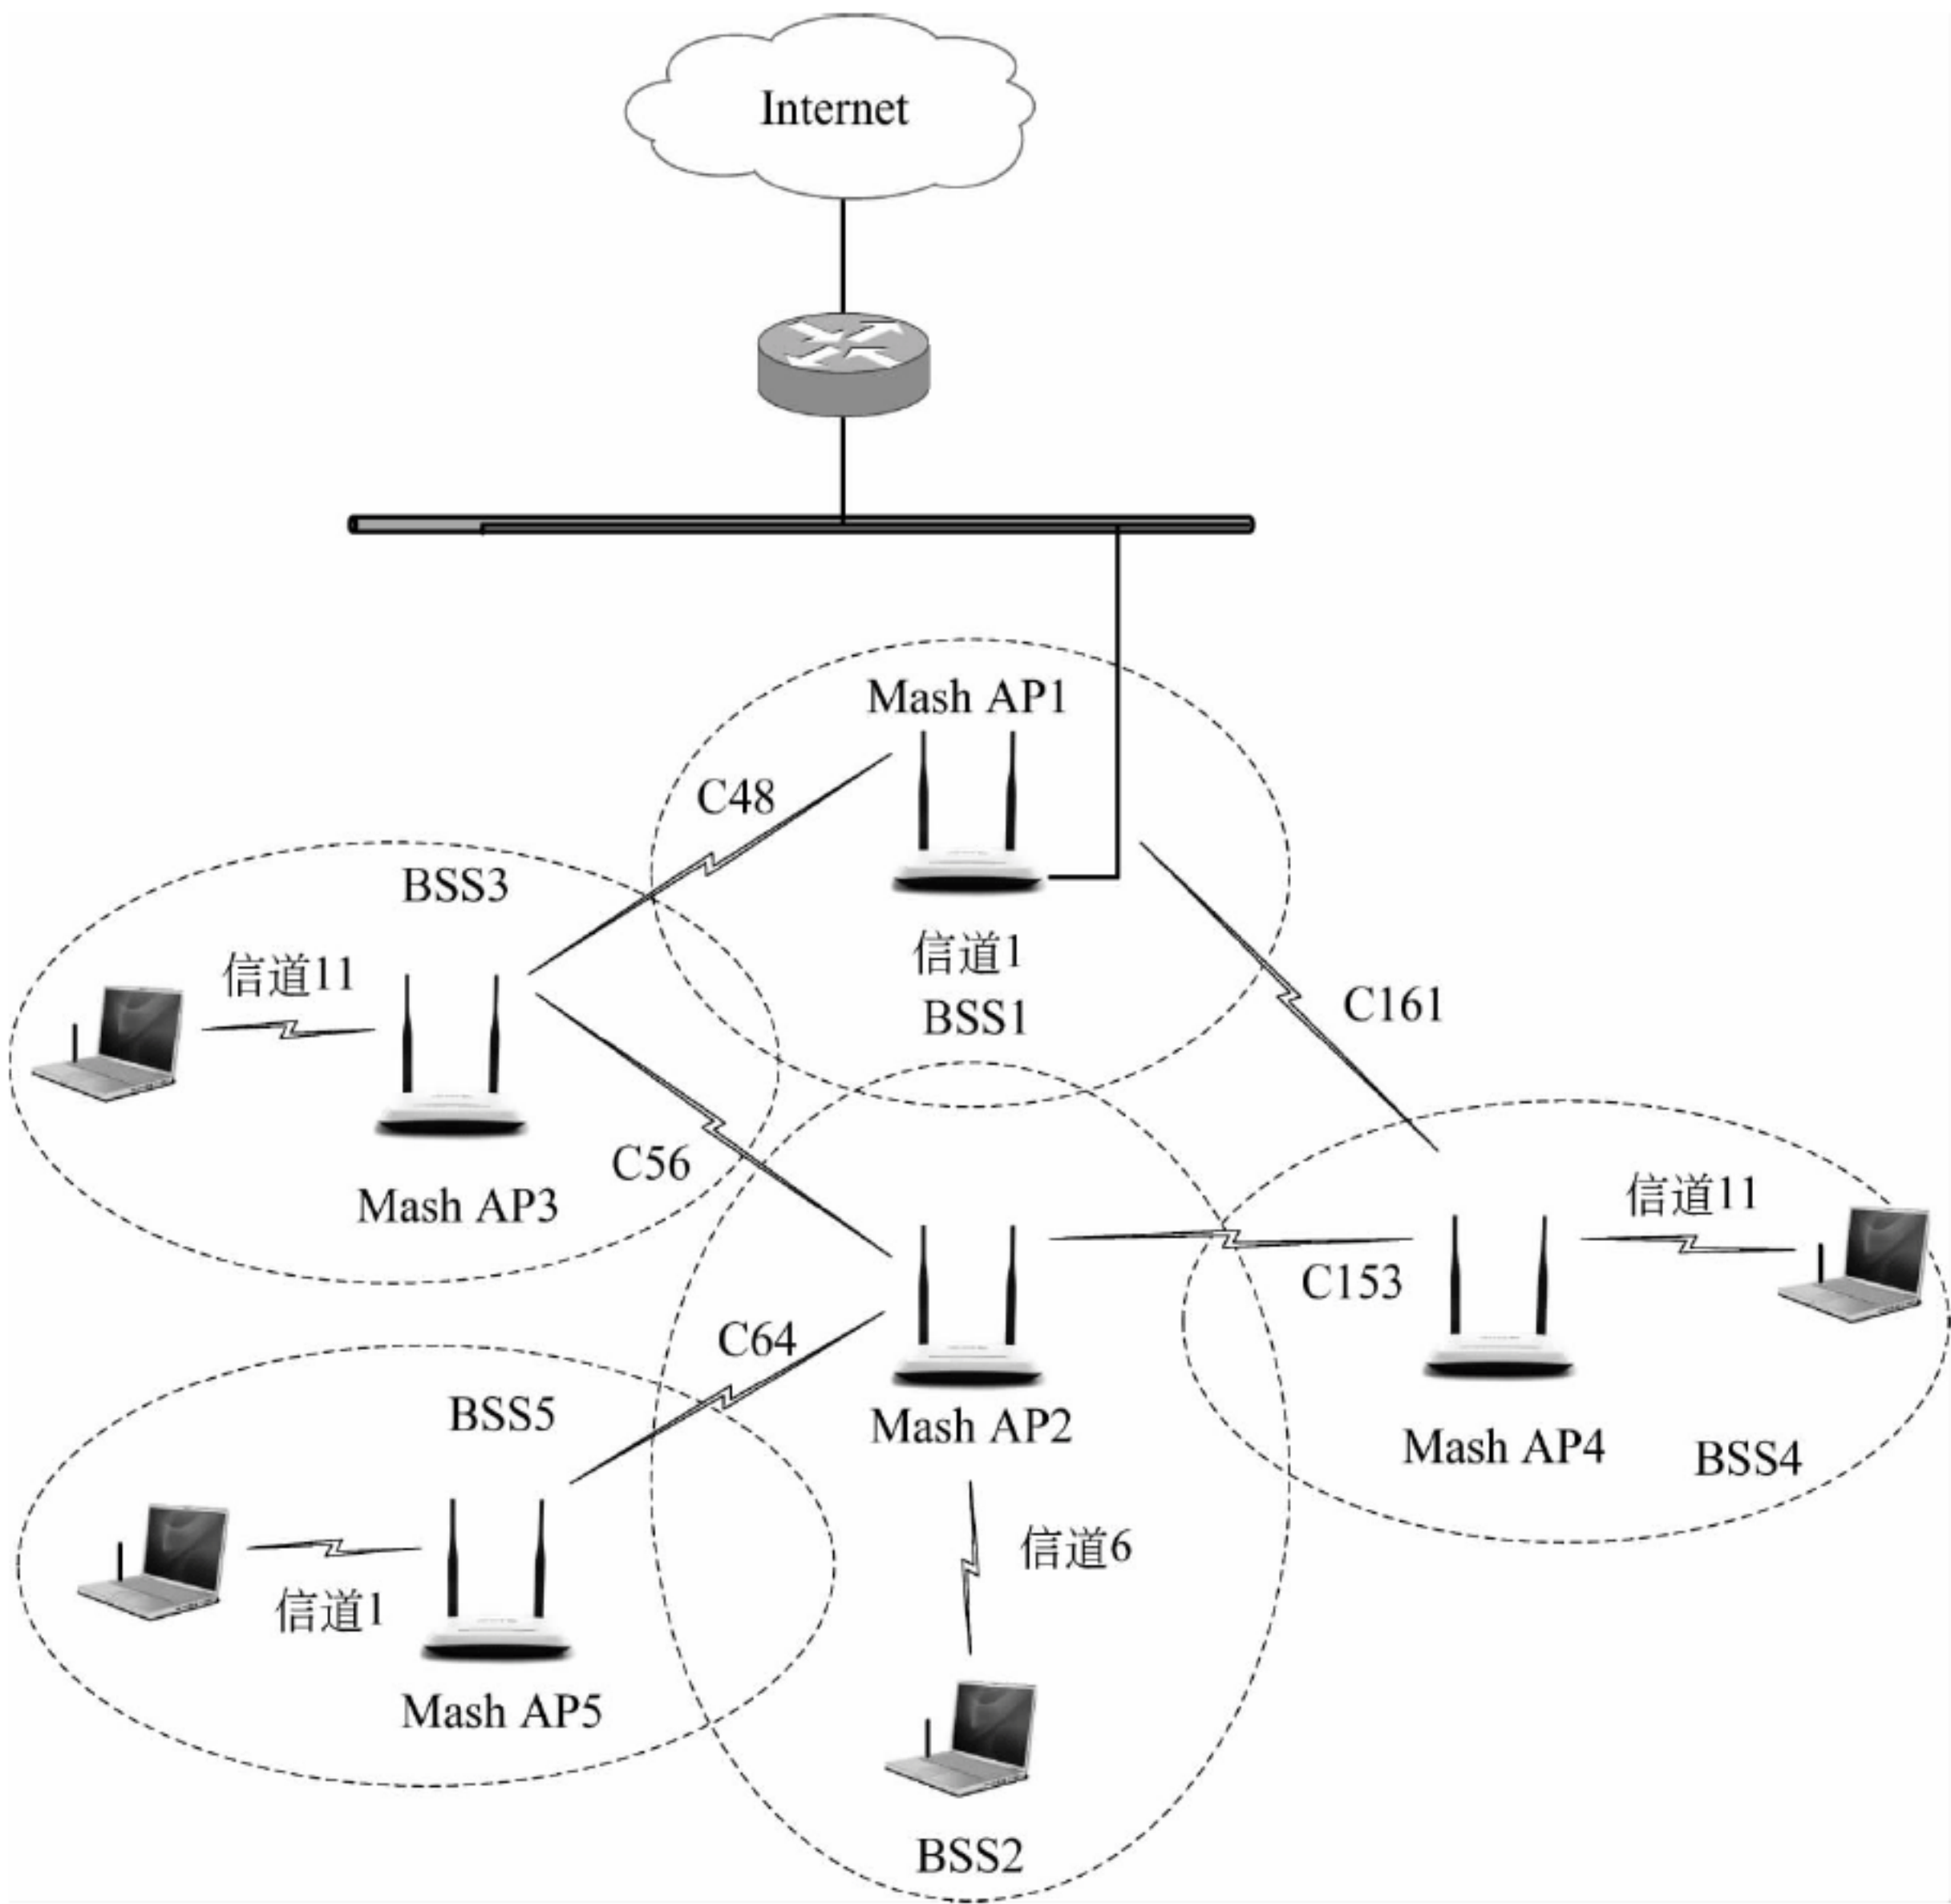 Internet
Mash AP1
C48
BSS3
信道11
信道1
BSS1
C161
C56
Mash AP3
信道11
C153
C64
BSS5
Mash AP2
Mash AP4
BSS4
信道6
信道1
Mash AP5
BSS2